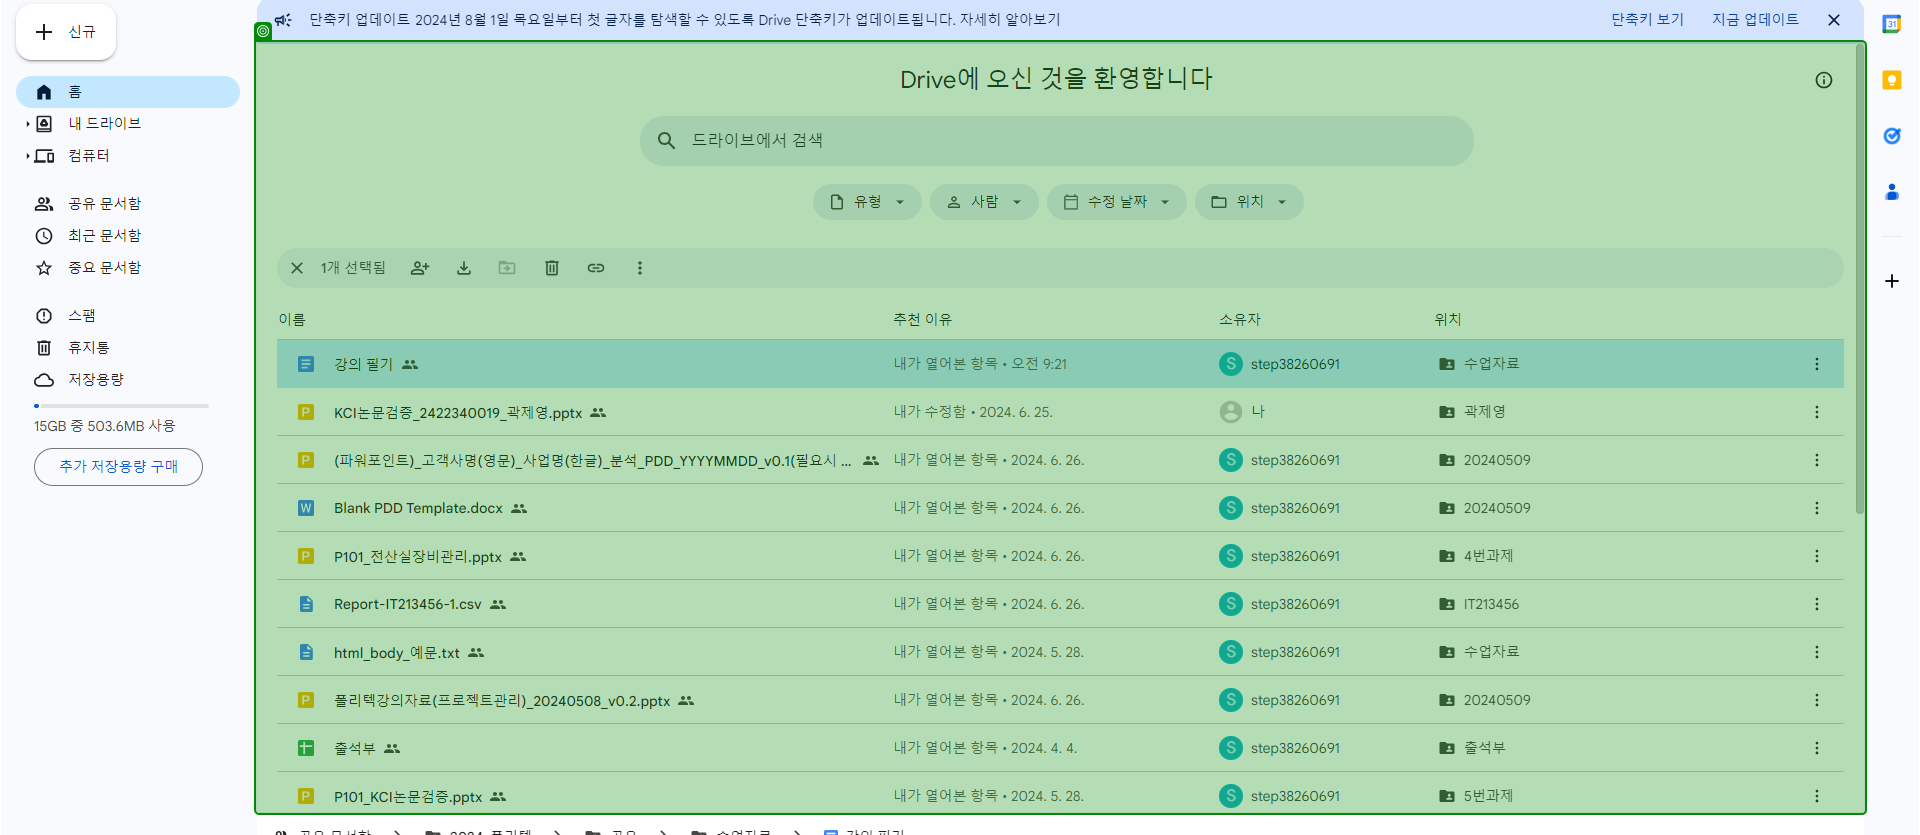 단축키 업데이트 2024년 8월 1일 목요일부터 첫 글자를 탐색할 수 있도록 Drive 단축키가 업데이트됩니다. 자세히 알아보기 단축키 보기 지금 업데이트
신규
홈
내 드라이브
컴퓨터
공유 문서함
최근 문서함
중요 문서함
스팸
휴지통
저장용량
15GB 중 503.6MB 사용
추가 저장용량 구매
Drive에 오신 것을 환영합니다
드라이브에서 검색
유형 사람 수정 날짜 위치
1개 선택됨
이름 추천 이유 소유자 위치
강의 필기 내가 열어본 항목 • 오전 9:21 S step38260691 수업자료
P KCI논문검증_2422340019_곽제영.pptx 내가 수정함 • 2024. 6. 25. 나 곽제영
P (파워포인트)_고객사명(영문)_사업명(한글)_분석_PDD_YYYYMMDD_v0.1(필요시 ... 내가 열어본 항목 • 2024. 6. 26. S step38260691 20240509
W Blank PDD Template.docx 내가 열어본 항목 • 2024. 6. 26. S step38260691 20240509
P P101_전산실장비관리.pptx 내가 열어본 항목 • 2024. 6. 26. S step38260691 4번과제
Report-IT213456-1.csv 내가 열어본 항목 • 2024. 6. 26. S step38260691 IT213456
html_body_예문.txt 내가 열어본 항목 • 2024. 5. 28. S step38260691 수업자료
P 폴리텍강의자료(프로젝트관리)_20240508_v0.2.pptx 내가 열어본 항목 • 2024. 6. 26. S step38260691 20240509
출석부 내가 열어본 항목 • 2024. 4. 4. S step38260691 출석부
P P101_KCI논문검증.pptx 내가 열어본 항목 • 2024. 5. 28. S step38260691 5번과제
31